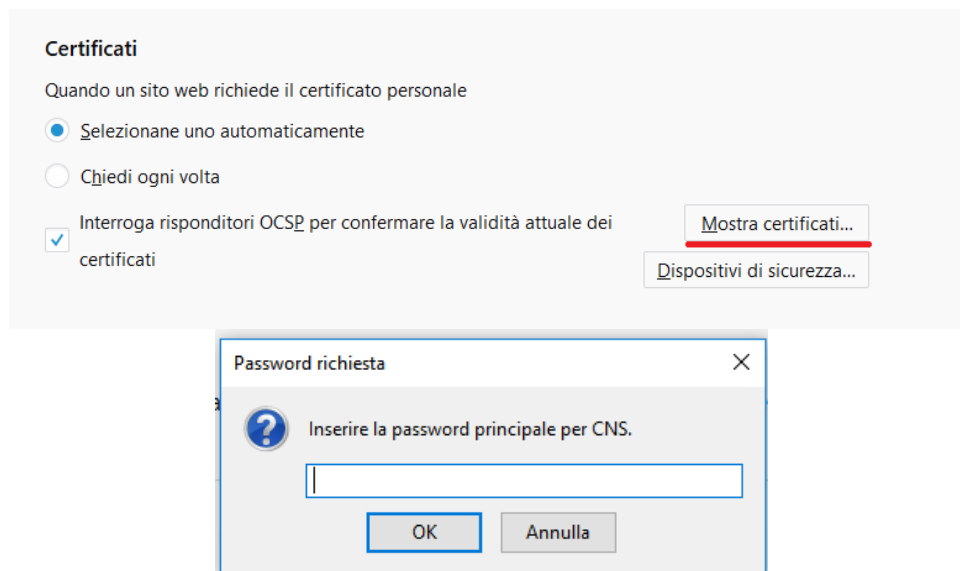 Certificati
Quando un sito web richiede il certificato personale
Selezionane uno automaticamente
Chiedi ogni volta
Interroga risponditori OCSP per confermare la validità attuale dei
certificati
Mostra certificati...
Dispositivi di sicurezza...
Password richiesta
Inserire la password principale per CNS.
OK
Annulla